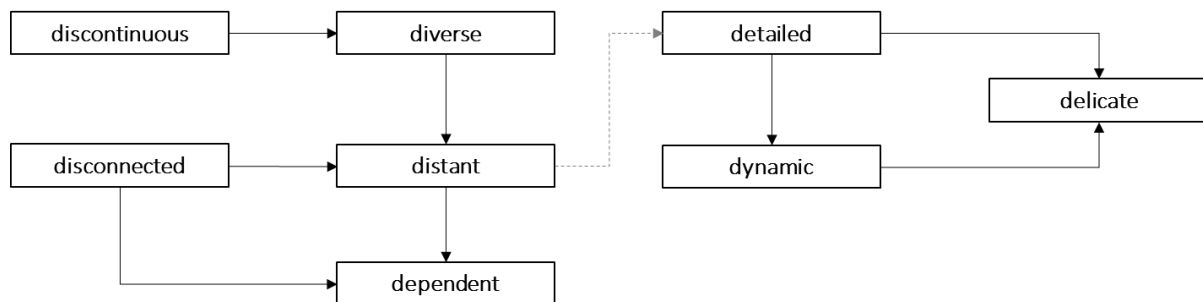 discontinuous
diverse
detailed
delicate
disconnected
distant
dynamic
dependent